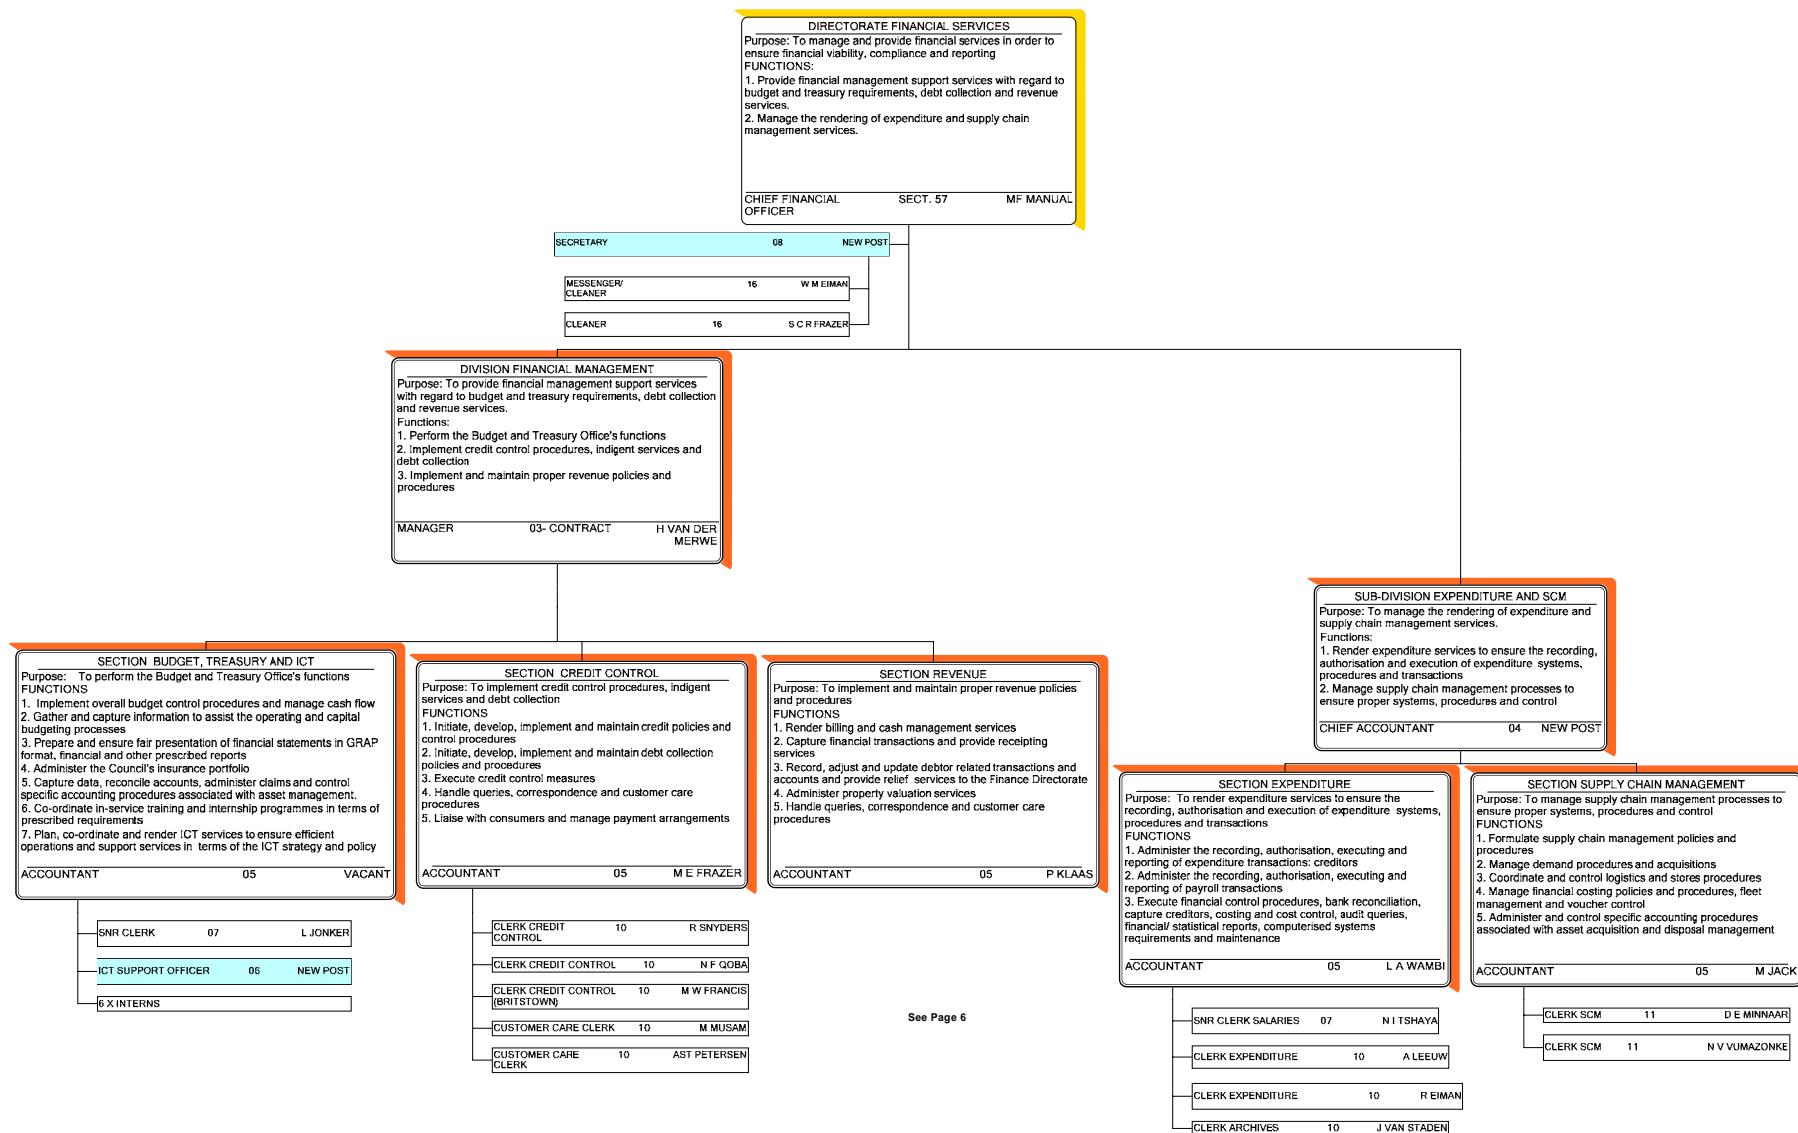 DIRECTORATE FINANCIAL SERVICES
Purpose: To manage and provide financial services in order to
ensure financial viability, compliance and reporting
FUNCTIONS:
1. Provide financial management support services with regard to
budget and treasury requirements, debt collection and revenue
services.
2. Manage the rendering of expenditure and supply chain
management services.
CHIEF FINANCIAL OFFICER SECT. 57 MF MANUAL
SECRETARY 08 NEW POST
MESSENGER/ CLEANER 16 W M EIMAN
CLEANER 16 S C R FRAZER
DIVISION FINANCIAL MANAGEMENT
Purpose: To provide financial management support services
with regard to budget and treasury requirements, debt collection
and revenue services.
Functions:
1. Perform the Budget and Treasury Office's functions
2. Implement credit control procedures, indigent services and
debt collection
3. Implement and maintain proper revenue policies and
procedures
MANAGER 03- CONTRACT H VAN DER MERWE
SUB-DIVISION EXPENDITURE AND SCM
Purpose: To manage the rendering of expenditure and
supply chain management services.
Functions:
1. Render expenditure services to ensure the recording,
authorisation and execution of expenditure systems,
procedures and transactions
2. Manage supply chain management processes to
ensure proper systems, procedures and control
CHIEF ACCOUNTANT 04 NEW POST
SECTION BUDGET, TREASURY AND ICT
Purpose: To perform the Budget and Treasury Office's functions
FUNCTIONS
1. Implement overall budget control procedures and manage cash flow
2. Gather and capture information to assist the operating and capital
budgeting processes
3. Prepare and ensure fair presentation of financial statements in GRAP
format, financial and other prescribed reports
4. Administer the Council's insurance portfolio
5. Capture data, reconcile accounts, administer claims and control
specific accounting procedures associated with asset management.
6. Co-ordinate in-service training and internship programmes in terms of
prescribed requirements
7. Plan, co-ordinate and render ICT services to ensure efficient
operations and support services in terms of the ICT strategy and policy
ACCOUNTANT 05 VACANT
SNR CLERK 07 L JONKER
ICT SUPPORT OFFICER 06 NEW POST
6 X INTERNS
SECTION CREDIT CONTROL
Purpose: To implement credit control procedures, indigent
services and debt collection
FUNCTIONS
1. Initiate, develop, implement and maintain credit policies and
control procedures
2. Initiate, develop, implement and maintain debt collection
policies and procedures
3. Execute credit control measures
4. Handle queries, correspondence and customer care
procedures
5. Liaise with consumers and manage payment arrangements
ACCOUNTANT 05 M E FRAZER
CLERK CREDIT CONTROL 10 R SNYDERS
CLERK CREDIT CONTROL 10 N F QOBA
CLERK CREDIT CONTROL (BRITSTOWN) 10 M W FRANCIS
CUSTOMER CARE CLERK 10 M MUSAM
CUSTOMER CARE CLERK 10 AST PETERSEN
SECTION REVENUE
Purpose: To implement and maintain proper revenue policies
and procedures
FUNCTIONS
1. Render billing and cash management services
2. Capture financial transactions and provide receipting
services
3. Record, adjust and update debtor related transactions and
accounts and provide relief services to the Finance Directorate
4. Administer property valuation services
5. Handle queries, correspondence and customer care
procedures
ACCOUNTANT 05 P KLAAS
See Page 6
SECTION EXPENDITURE
Purpose: To render expenditure services to ensure the
recording, authorisation and execution of expenditure systems,
procedures and transactions
FUNCTIONS
1. Administer the recording, authorisation, executing and
reporting of expenditure transactions: creditors
2. Administer the recording, authorisation, executing and
reporting of payroll transactions
3. Execute financial control procedures, bank reconciliation,
capture creditors, costing and cost control, audit queries,
financial/ statistical reports, computerised systems
requirements and maintenance
ACCOUNTANT 05 L A WAMBI
SNR CLERK SALARIES 07 N I TSHAYA
CLERK EXPENDITURE 10 A LEEUW
CLERK EXPENDITURE 10 R EIMAN
CLERK ARCHIVES 10 J VAN STADEN
SECTION SUPPLY CHAIN MANAGEMENT
Purpose: To manage supply chain management processes to
ensure proper systems, procedures and control
FUNCTIONS
1. Formulate supply chain management policies and
procedures
2. Manage demand procedures and acquisitions
3. Coordinate and control logistics and stores procedures
4. Manage financial costing policies and procedures, fleet
management and voucher control
5. Administer and control specific accounting procedures
associated with asset acquisition and disposal management
ACCOUNTANT 05 M JACK
CLERK SCM 11 D E MINNAAR
CLERK SCM 11 N V VUMAZONKE